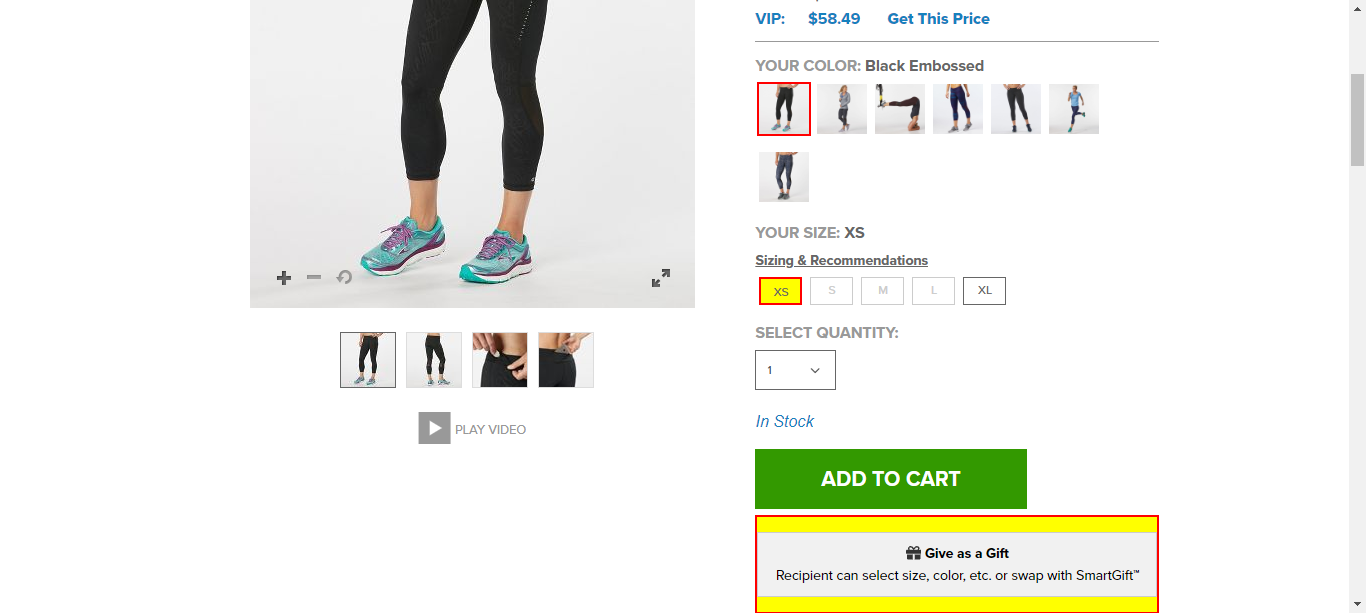 VIP: $58.49 Get This Price
YOUR COLOR: Black Embossed
YOUR SIZE: XS
Sizing & Recommendations
XS S M L XL
SELECT QUANTITY:
1
In Stock
PLAY VIDEO
ADD TO CART
Give as a Gift
Recipient can select size, color, etc. or swap with SmartGift™